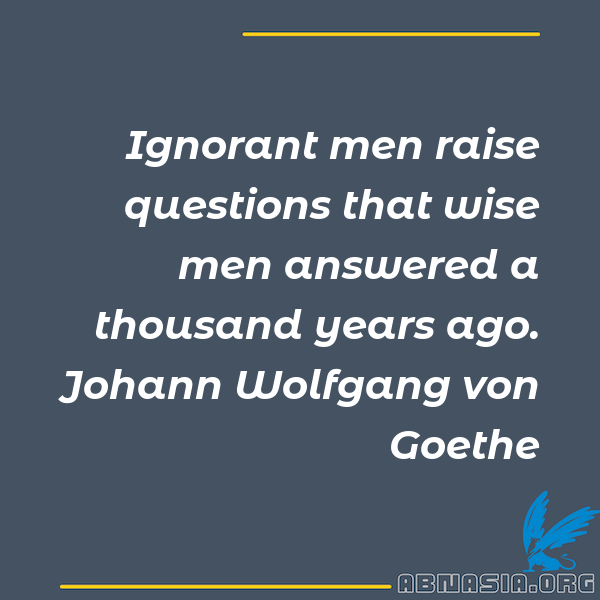 Ignorant men raise
questions that wise
men answered a
thousand years ago.
Johann Wolfgang von
Goethe
ABNASIA.ORG